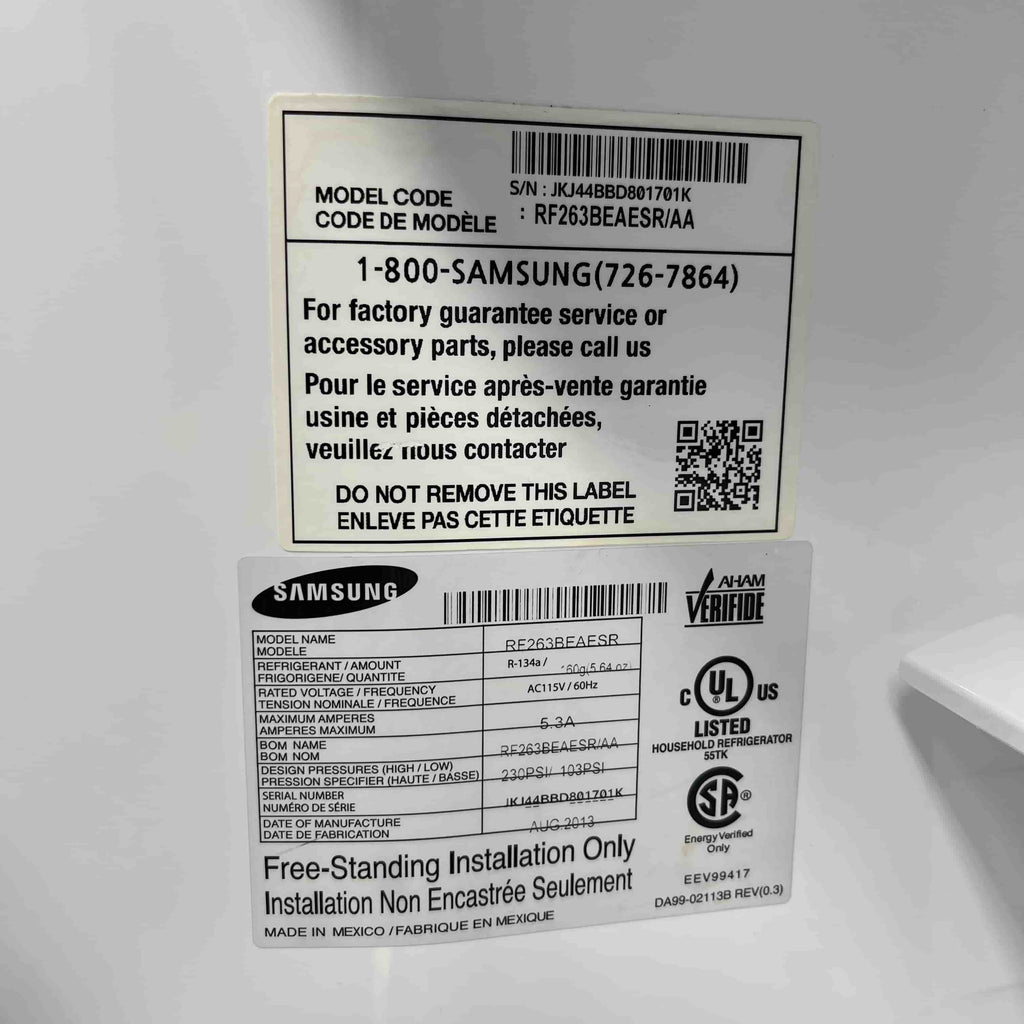 S/N : JKJ44BBD801701K
MODEL CODE
CODE DE MODÈLE : RF263BEAESR/AA
1-800-SAMSUNG(726-7864)
For factory guarantee service or
accessory parts, please call us
Pour le service après-vente garantie
usine et pièces détachées,
veuillez nous contacter
DO NOT REMOVE THIS LABEL
ENLEVE PAS CETTE ETIQUETTE
SAMSUNG
AHAM
VERIFIDE
MODEL NAME
MODELE
RF263BEAESR
REFRIGERANT / AMOUNT
FRIGORIGENE/ QUANTITE
R-134a / 160g(5.64 oz)
RATED VOLTAGE / FREQUENCY
TENSION NOMINALE / FREQUENCE
AC115V / 60Hz
MAXIMUM AMPERES
AMPERES MAXIMUM
5.3A
BOM NAME
BOM NOM
RF263BEAESR/AA
DESIGN PRESSURES (HIGH / LOW)
PRESSION SPECIFIER (HAUTE / BASSE)
230PSI/ 103PSI
SERIAL NUMBER
NUMÉRO DE SÉRIE
JKJ44BBD801701K
DATE OF MANUFACTURE
DATE DE FABRICATION
AUG.2013
Free-Standing Installation Only
Installation Non Encastrée Seulement
MADE IN MEXICO / FABRIQUE EN MEXIQUE
C UL ® US
LISTED
HOUSEHOLD REFRIGERATOR
55TK
SA ®
Energy Verified
Only
EEV99417
DA99-02113B REV(0.3)